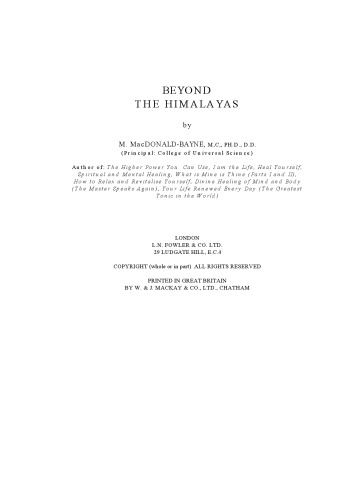 BEYOND
THE HIMALAYAS
by
M. MacDONALD-BAYNE, M.C., PH.D., D.D.
(Principal: College of Universal Science)
Author of: The Higher Power You Can Use, I am the Life, Heal Yourself,
Spiritual and Mental Healing, What is Mine is Thine (Parts I and II),
How to Relax and Revitalise Yourself, Divine Healing of Mind and Body
(The Master Speaks Again), Your Life Renewed Every Day (The Greatest
Tonic in the World)
LONDON
L.N. FOWLER & CO. LTD.
29 LUDGATE HILL, E.C.4
COPYRIGHT (whole or in part) ALL RIGHTS RESERVED
PRINTED IN GREAT BRITAIN
BY W. & J. MACKAY & CO., LTD., CHATHAM